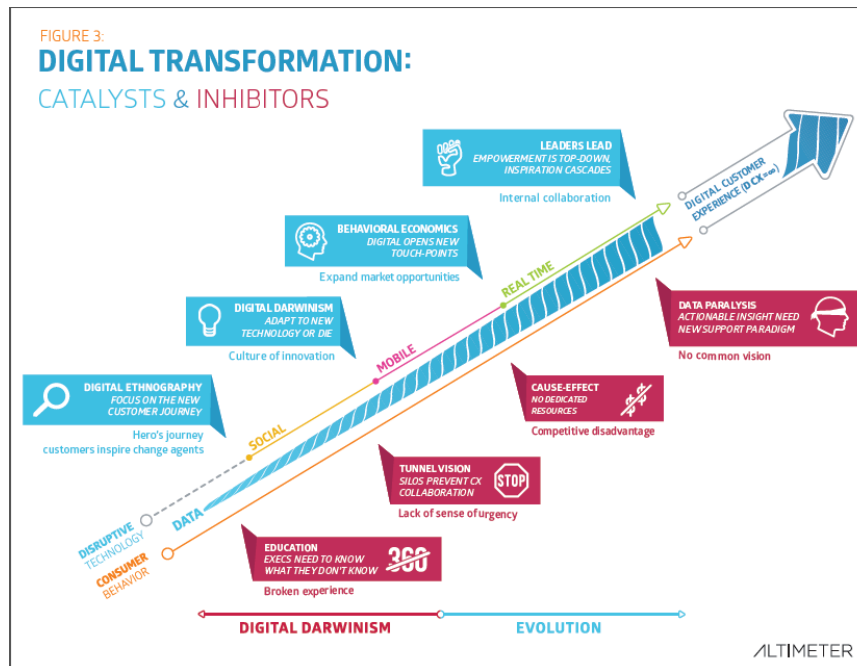 FIGURE 3:
DIGITAL TRANSFORMATION:
CATALYSTS & INHIBITORS
LEADERS LEAD
EMPOWERMENT IS TOP-DOWN,
INSPIRATION CASCADES
Internal collaboration
DIGITAL CUSTOMER
EXPERIENCE (DCX=∞)
BEHAVIORAL ECONOMICS
DIGITAL OPENS NEW
TOUCH-POINTS
Expand market opportunities
REAL TIME
DIGITAL DARWINISM
ADAPT TO NEW
TECHNOLOGY OR DIE
Culture of innovation
MOBILE
DATA PARALYSIS
ACTIONABLE INSIGHT NEED
NEW SUPPORT PARADIGM
No common vision
DIGITAL ETHNOGRAPHY
FOCUS ON THE NEW
CUSTOMER JOURNEY
Hero's journey
customers inspire change agents
SOCIAL
CAUSE-EFFECT
NO DEDICATED
RESOURCES
$$
Competitive disadvantage
TUNNEL VISION
SILOS PREVENT CX
COLLABORATION
STOP
Lack of sense of urgency
DATA
DISRUPTIVE
TECHNOLOGY
CONSUMER
BEHAVIOR
EDUCATION
EXECS NEED TO KNOW
WHAT THEY DON'T KNOW
360
Broken experience
DIGITAL DARWINISM
EVOLUTION
ALTIMETER